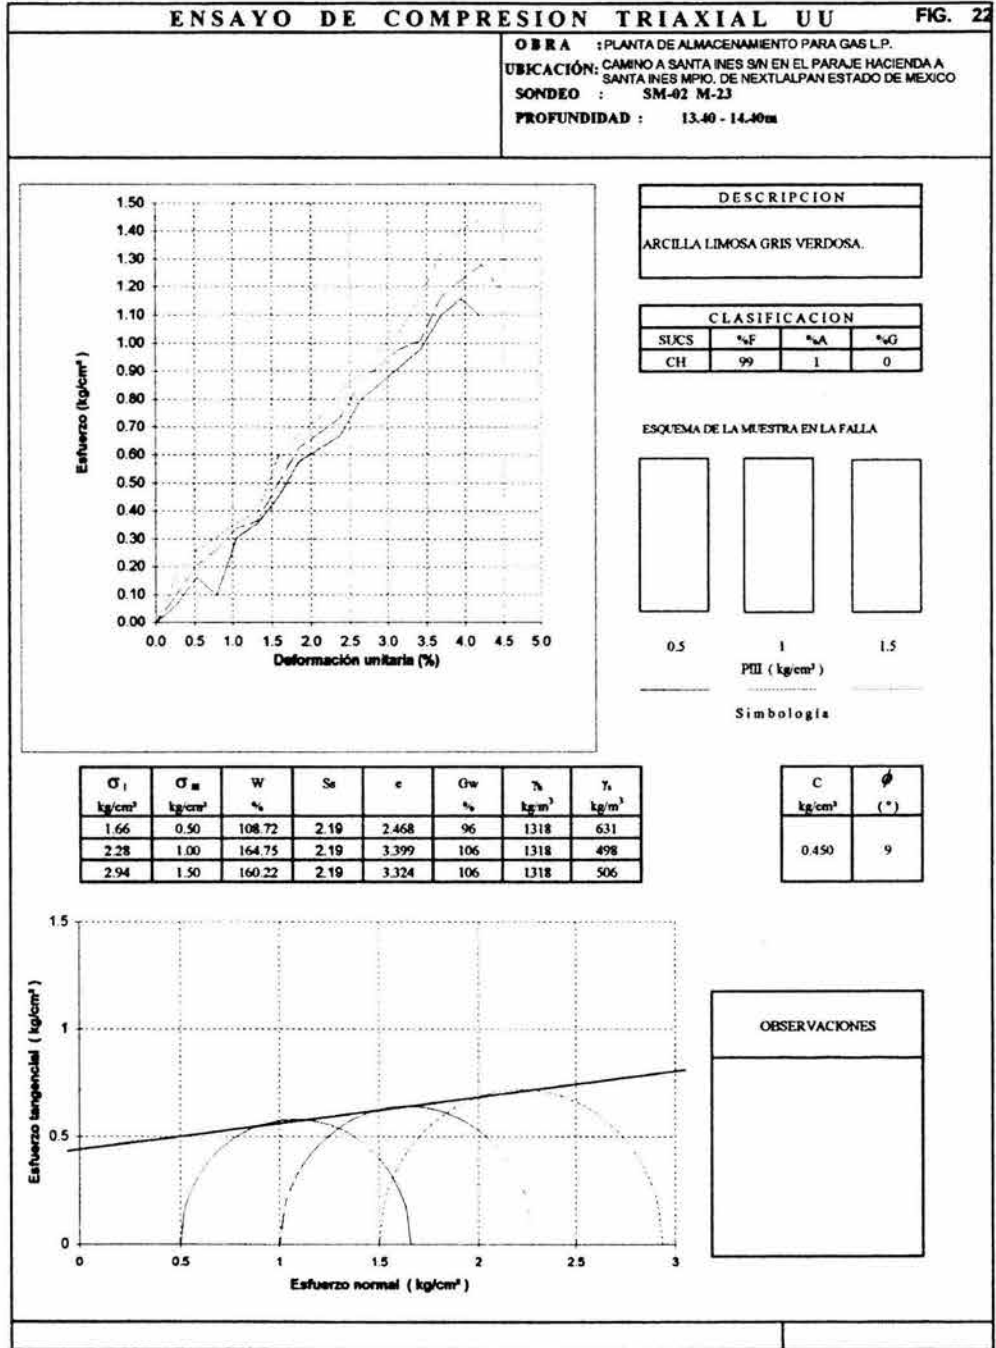 ENSAYO DE COMPRESION TRIAXIAL UU FIG. 22
OBRA : PLANTA DE ALMACENAMIENTO PARA GAS L.P.
UBICACIÓN: CAMINO A SANTA INES S/N EN EL PARAJE HACIENDA A
SANTA INES MPIO. DE NEXTLALPAN ESTADO DE MEXICO
SONDEO : SM-02 M-23
PROFUNDIDAD : 13.40 - 14.40m
1.50
1.40
1.30
1.20
1.10
1.00
0.90
0.80
0.70
0.60
0.50
0.40
0.30
0.20
0.10
0.00
Esfuerzo (kg/cm²)
0.0 0.5 1.0 1.5 2.0 2.5 3.0 3.5 4.0 4.5 5.0
Deformación unitaria (%)
DESCRIPCION
ARCILLA LIMOSA GRIS VERDOSA.
CLASIFICACION
SUCS %F %A %G
CH 99 1 0
ESQUEMA DE LA MUESTRA EN LA FALLA
0.5 1 1.5
PIII ( kg/cm² )
Simbología
σ I σ III W Ss e Gw γh γs
kg/cm² kg/cm² % % kg/m³ kg/m³
1.66 0.50 108.72 2.19 2.468 96 1318 631
2.28 1.00 164.75 2.19 3.399 106 1318 498
2.94 1.50 160.22 2.19 3.324 106 1318 506
C ϕ
kg/cm² (°)
0.450 9
1.5
1
0.5
0
Esfuerzo tangencial ( kg/cm² )
0 0.5 1 1.5 2 2.5 3
Esfuerzo normal ( kg/cm² )
OBSERVACIONES